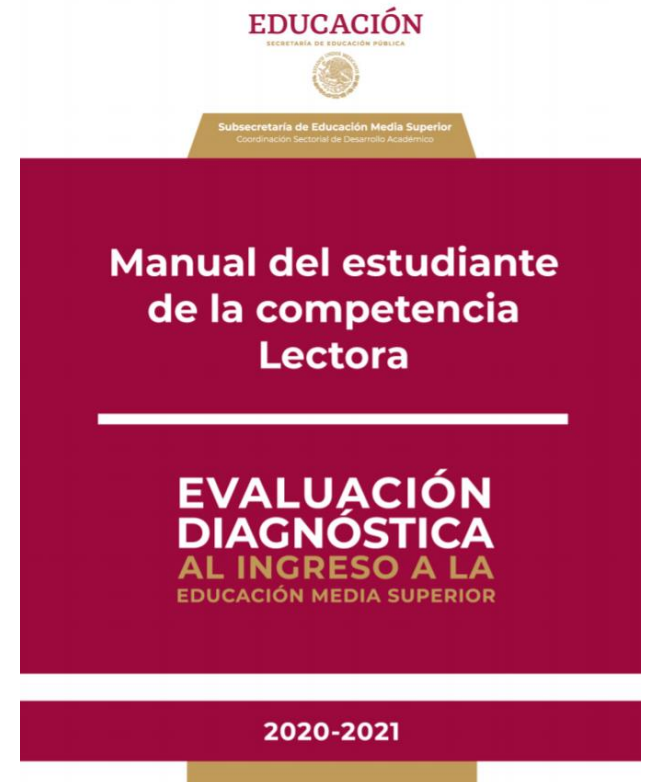 EDUCACIÓN
SECRETARÍA DE EDUCACIÓN PÚBLICA
Subsecretaría de Educación Media Superior
Coordinación Sectorial de Desarrollo Académico
Manual del estudiante
de la competencia
Lectora
EVALUACIÓN
DIAGNÓSTICA
AL INGRESO A LA
EDUCACIÓN MEDIA SUPERIOR
2020-2021